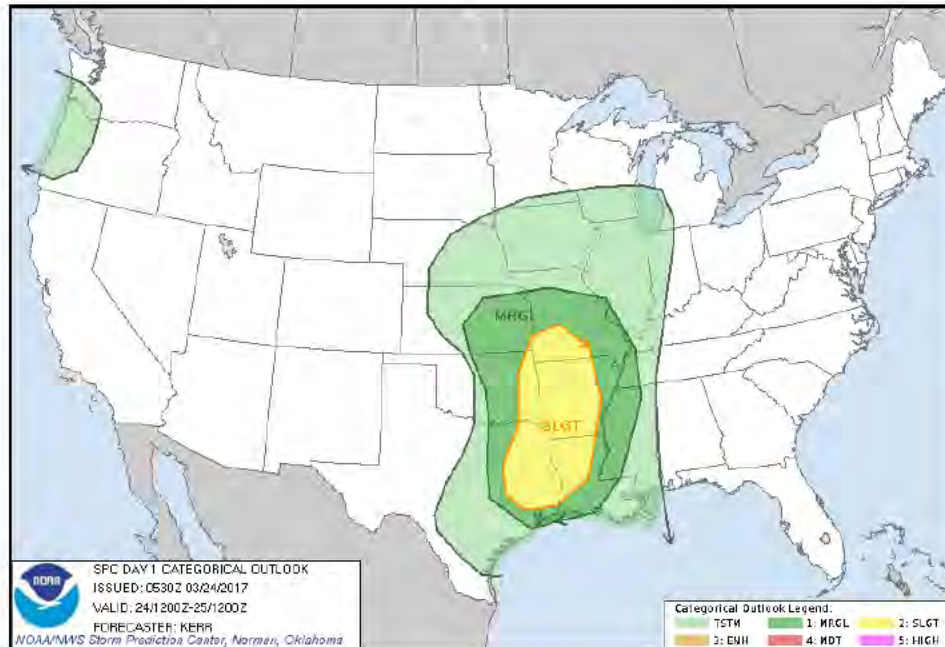 MRGL
SLGT
NOAA
SPC DAY 1 CATEGORICAL OUTLOOK
ISSUED: 0530Z 03/24/2017
VALID: 24/1200Z-25/1200Z
FORECASTER: KERR
NOAA/NWS Storm Prediction Center, Norman, Oklahoma
Categorical Outlook Legend:
TSTM 1: MRGL 2: SLGT
3: ENH 4: MDT 5: HIGH